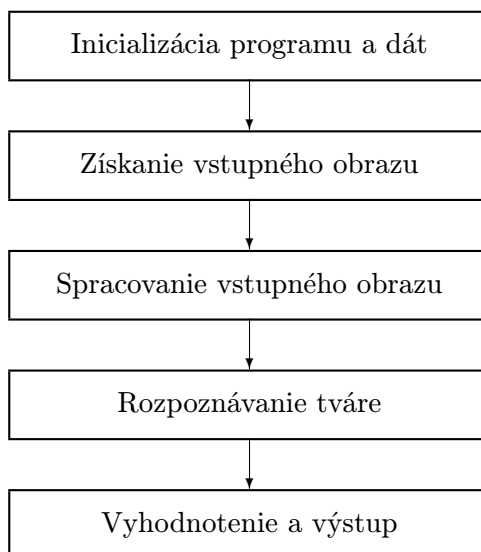 Inicializácia programu a dát
Získanie vstupného obrazu
Spracovanie vstupného obrazu
Rozpoznávanie tváre
Vyhodnotenie a výstup